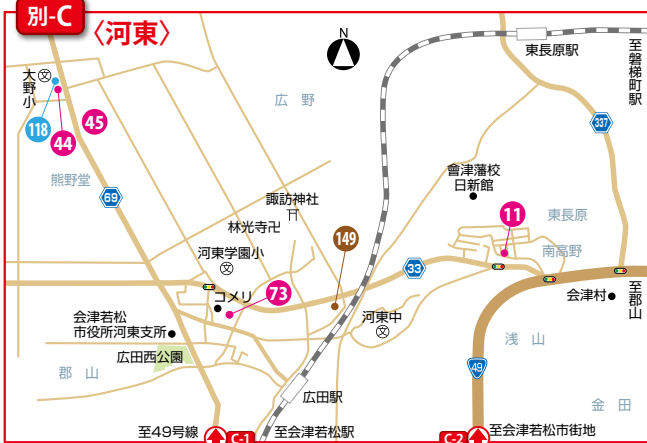 別-C
〈河東〉
N
東長原駅
至磐梯町駅
大野小
文
広 野
118
44
45
337
熊野堂
69
會津藩校
日新館
諏訪神社
林光寺卍
東長原
11
149
南高野
河東学園小
文
33
コメリ
73
会津村
至郡山
会津若松
市役所河東支所
河東中
文
広田西公園
浅 山
郡 山
49
広田駅
金 田
至49号線
C-1
至会津若松駅
C-2
至会津若松市街地